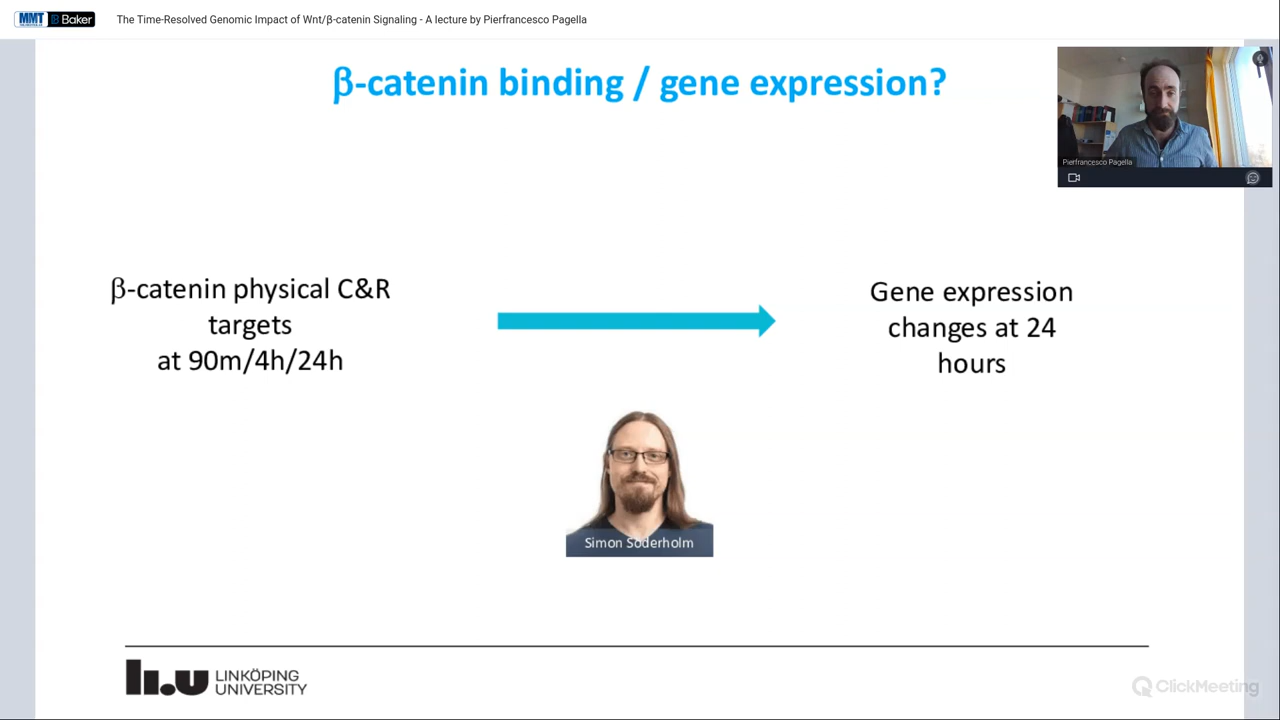 MMT
Baker
The Time-Resolved Genomic Impact of Wnt/β-catenin Signaling - A lecture by Pierfrancesco Pagella
β-catenin binding / gene expression?
Pierfrancesco Pagella
β-catenin physical C&R
targets
at 90m/4h/24h
Gene expression
changes at 24
hours
Simon Söderholm
li.u LINKÖPING
UNIVERSITY
ClickMeeting